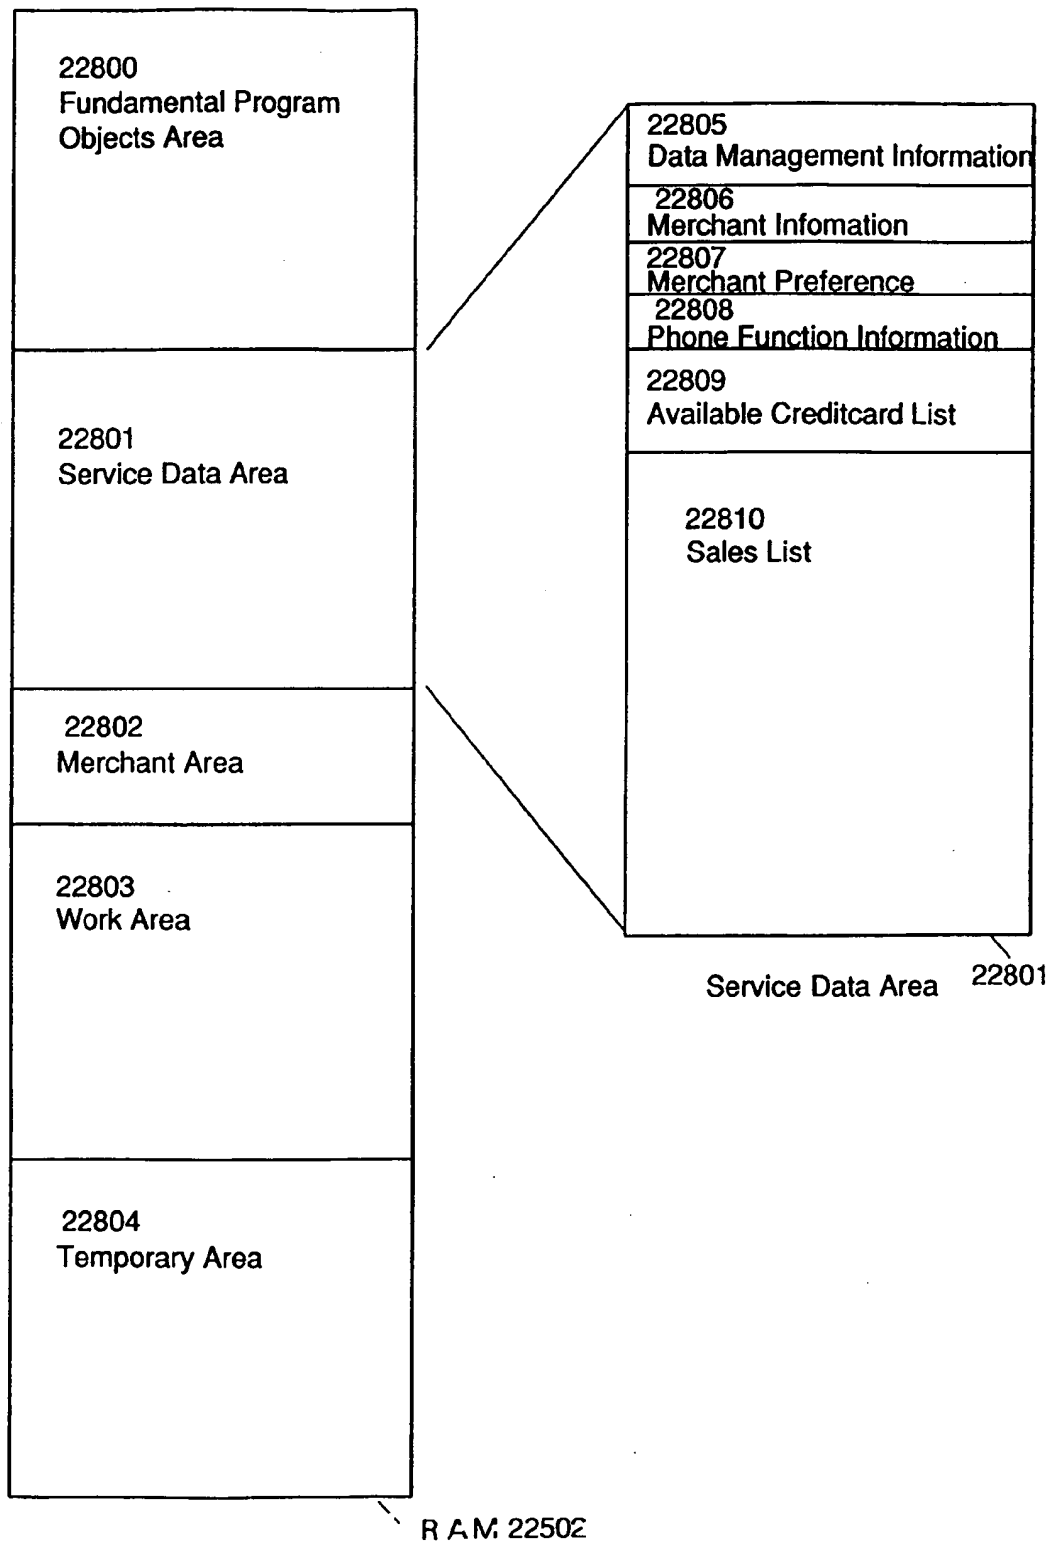 22800
Fundamental Program
Objects Area
22801
Service Data Area
22802
Merchant Area
22803
Work Area
22804
Temporary Area
RAM 22502
22805
Data Management Information
22806
Merchant Infomation
22807
Merchant Preference
22808
Phone Function Information
22809
Available Creditcard List
22810
Sales List
Service Data Area 22801